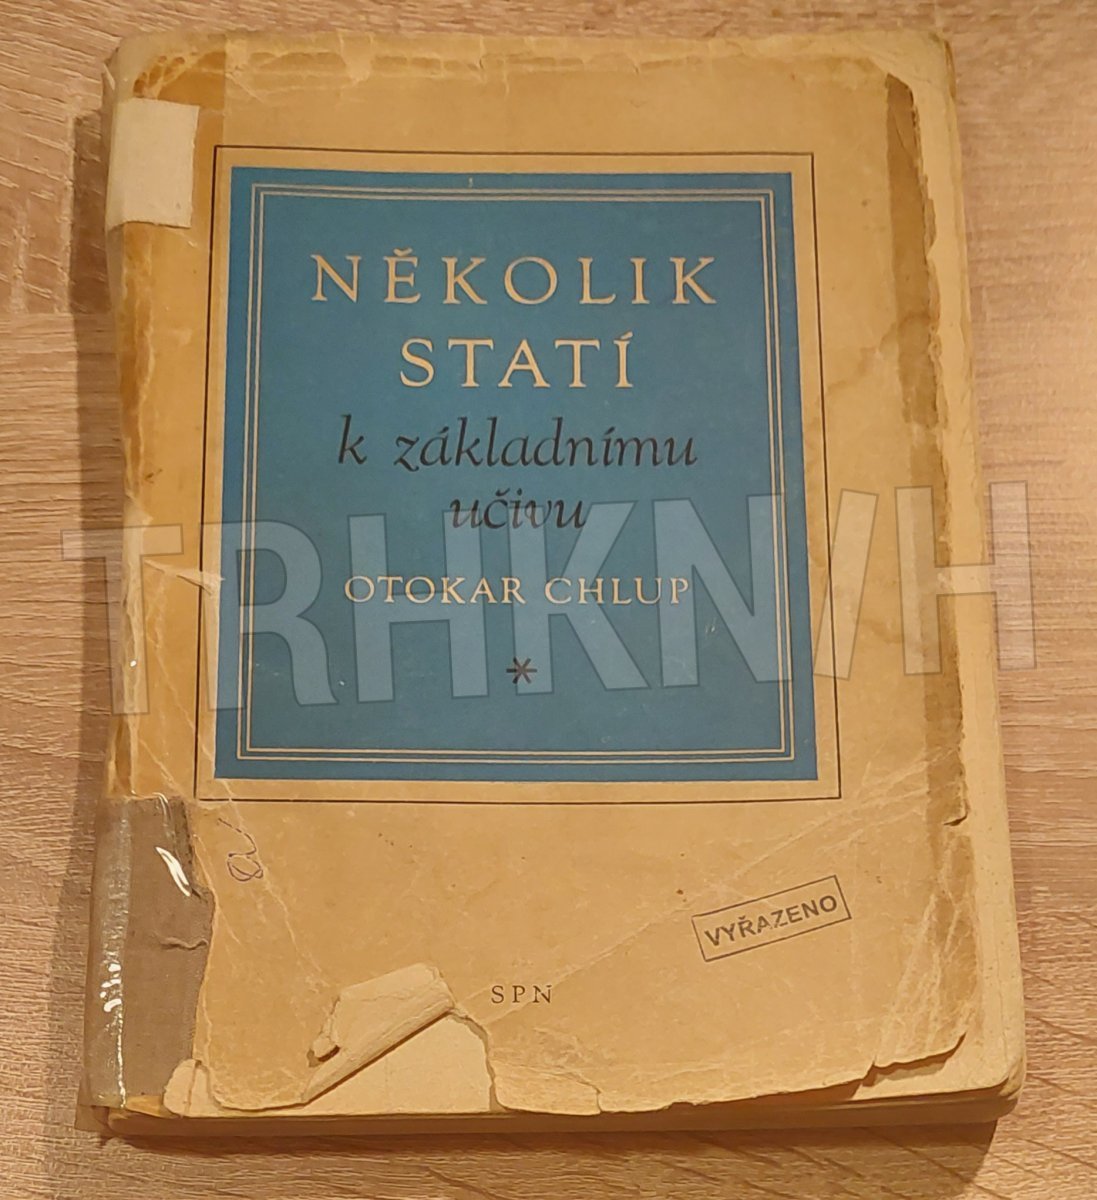 NĚKOLIK
STATÍ
k základnímu
učivu
OTOKAR CHLUP
*
VYŘAZENO
SPN
TRHKNIH